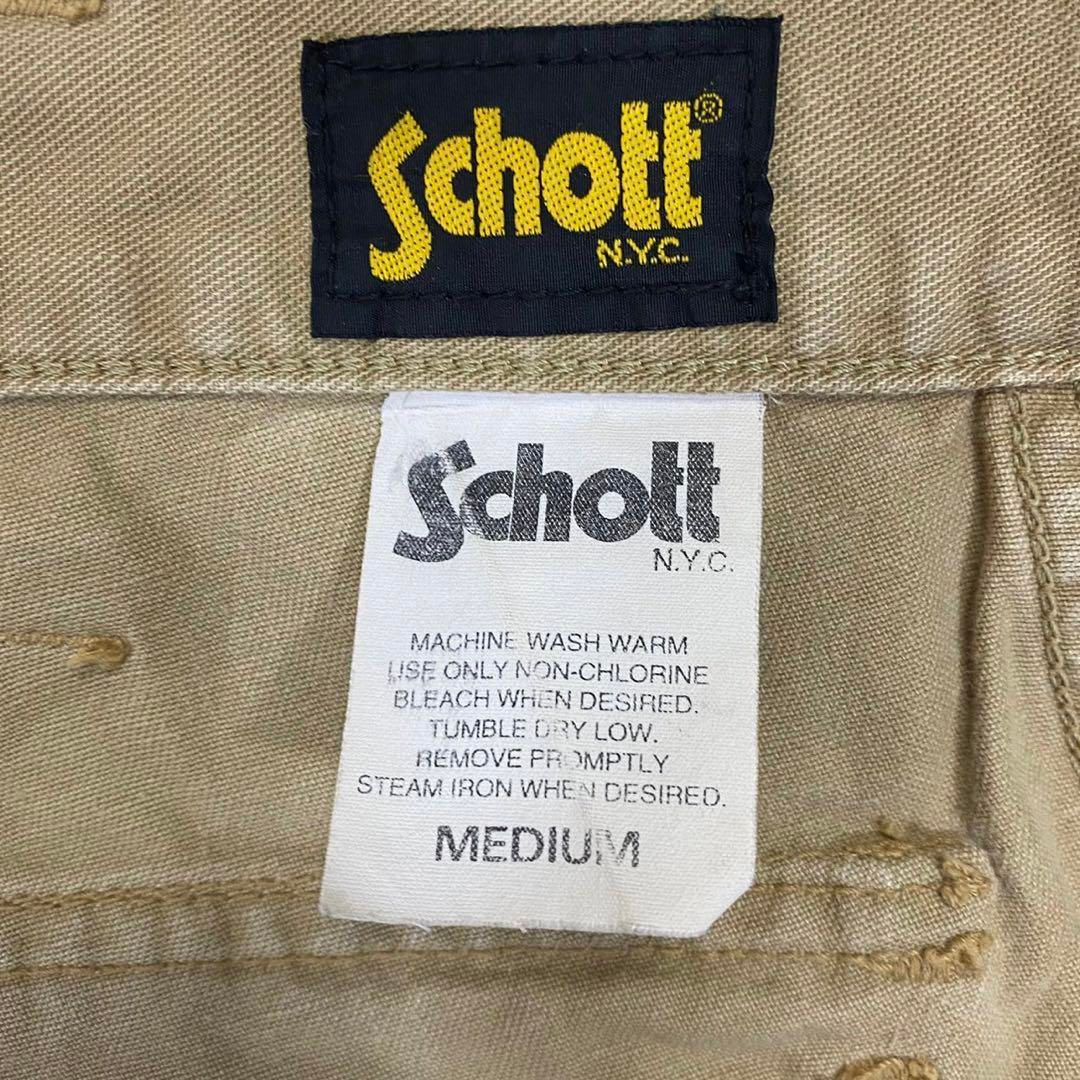 Schott®
N.Y.C.
Schott
N.Y.C.
MACHINE WASH WARM
USE ONLY NON-CHLORINE
BLEACH WHEN DESIRED.
TUMBLE DRY LOW.
REMOVE PROMPTLY
STEAM IRON WHEN DESIRED.
MEDIUM